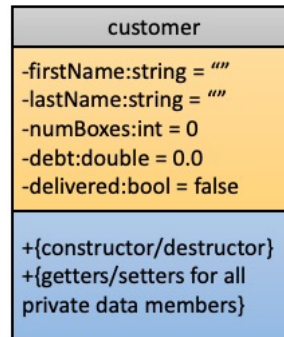 customer
-firstName:string = “”
-lastName:string = “”
-numBoxes:int = 0
-debt:double = 0.0
-delivered:bool = false
+{constructor/destructor}
+{getters/setters for all
private data members}